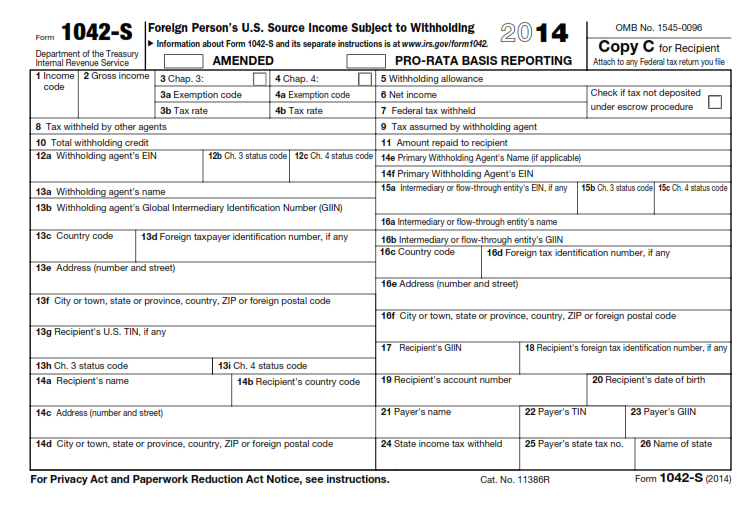 Form 1042-S
Department of the Treasury
Internal Revenue Service
Foreign Person's U.S. Source Income Subject to Withholding
▶ Information about Form 1042-S and its separate instructions is at www.irs.gov/form1042.
2014
OMB No. 1545-0096
Copy C for Recipient
Attach to any Federal tax return you file
AMENDED
PRO-RATA BASIS REPORTING
1 Income code
2 Gross income
3 Chap. 3:
4 Chap. 4:
3a Exemption code
4a Exemption code
3b Tax rate
4b Tax rate
5 Withholding allowance
6 Net income
7 Federal tax withheld
Check if tax not deposited
under escrow procedure
8 Tax withheld by other agents
9 Tax assumed by withholding agent
10 Total withholding credit
11 Amount repaid to recipient
12a Withholding agent's EIN
12b Ch. 3 status code
12c Ch. 4 status code
14e Primary Withholding Agent's Name (if applicable)
14f Primary Withholding Agent's EIN
13a Withholding agent's name
15a Intermediary or flow-through entity's EIN, if any
15b Ch. 3 status code
15c Ch. 4 status code
13b Withholding agent's Global Intermediary Identification Number (GIIN)
16a Intermediary or flow-through entity's name
13c Country code
13d Foreign taxpayer identification number, if any
16b Intermediary or flow-through entity's GIIN
16c Country code
16d Foreign tax identification number, if any
13e Address (number and street)
16e Address (number and street)
13f City or town, state or province, country, ZIP or foreign postal code
16f City or town, state or province, country, ZIP or foreign postal code
13g Recipient's U.S. TIN, if any
17 Recipient's GIIN
18 Recipient's foreign tax identification number, if any
13h Ch. 3 status code
13i Ch. 4 status code
14a Recipient's name
14b Recipient's country code
19 Recipient's account number
20 Recipient's date of birth
14c Address (number and street)
21 Payer's name
22 Payer's TIN
23 Payer's GIIN
14d City or town, state or province, country, ZIP or foreign postal code
24 State income tax withheld
25 Payer's state tax no.
26 Name of state
For Privacy Act and Paperwork Reduction Act Notice, see instructions.
Cat. No. 11386R
Form 1042-S (2014)